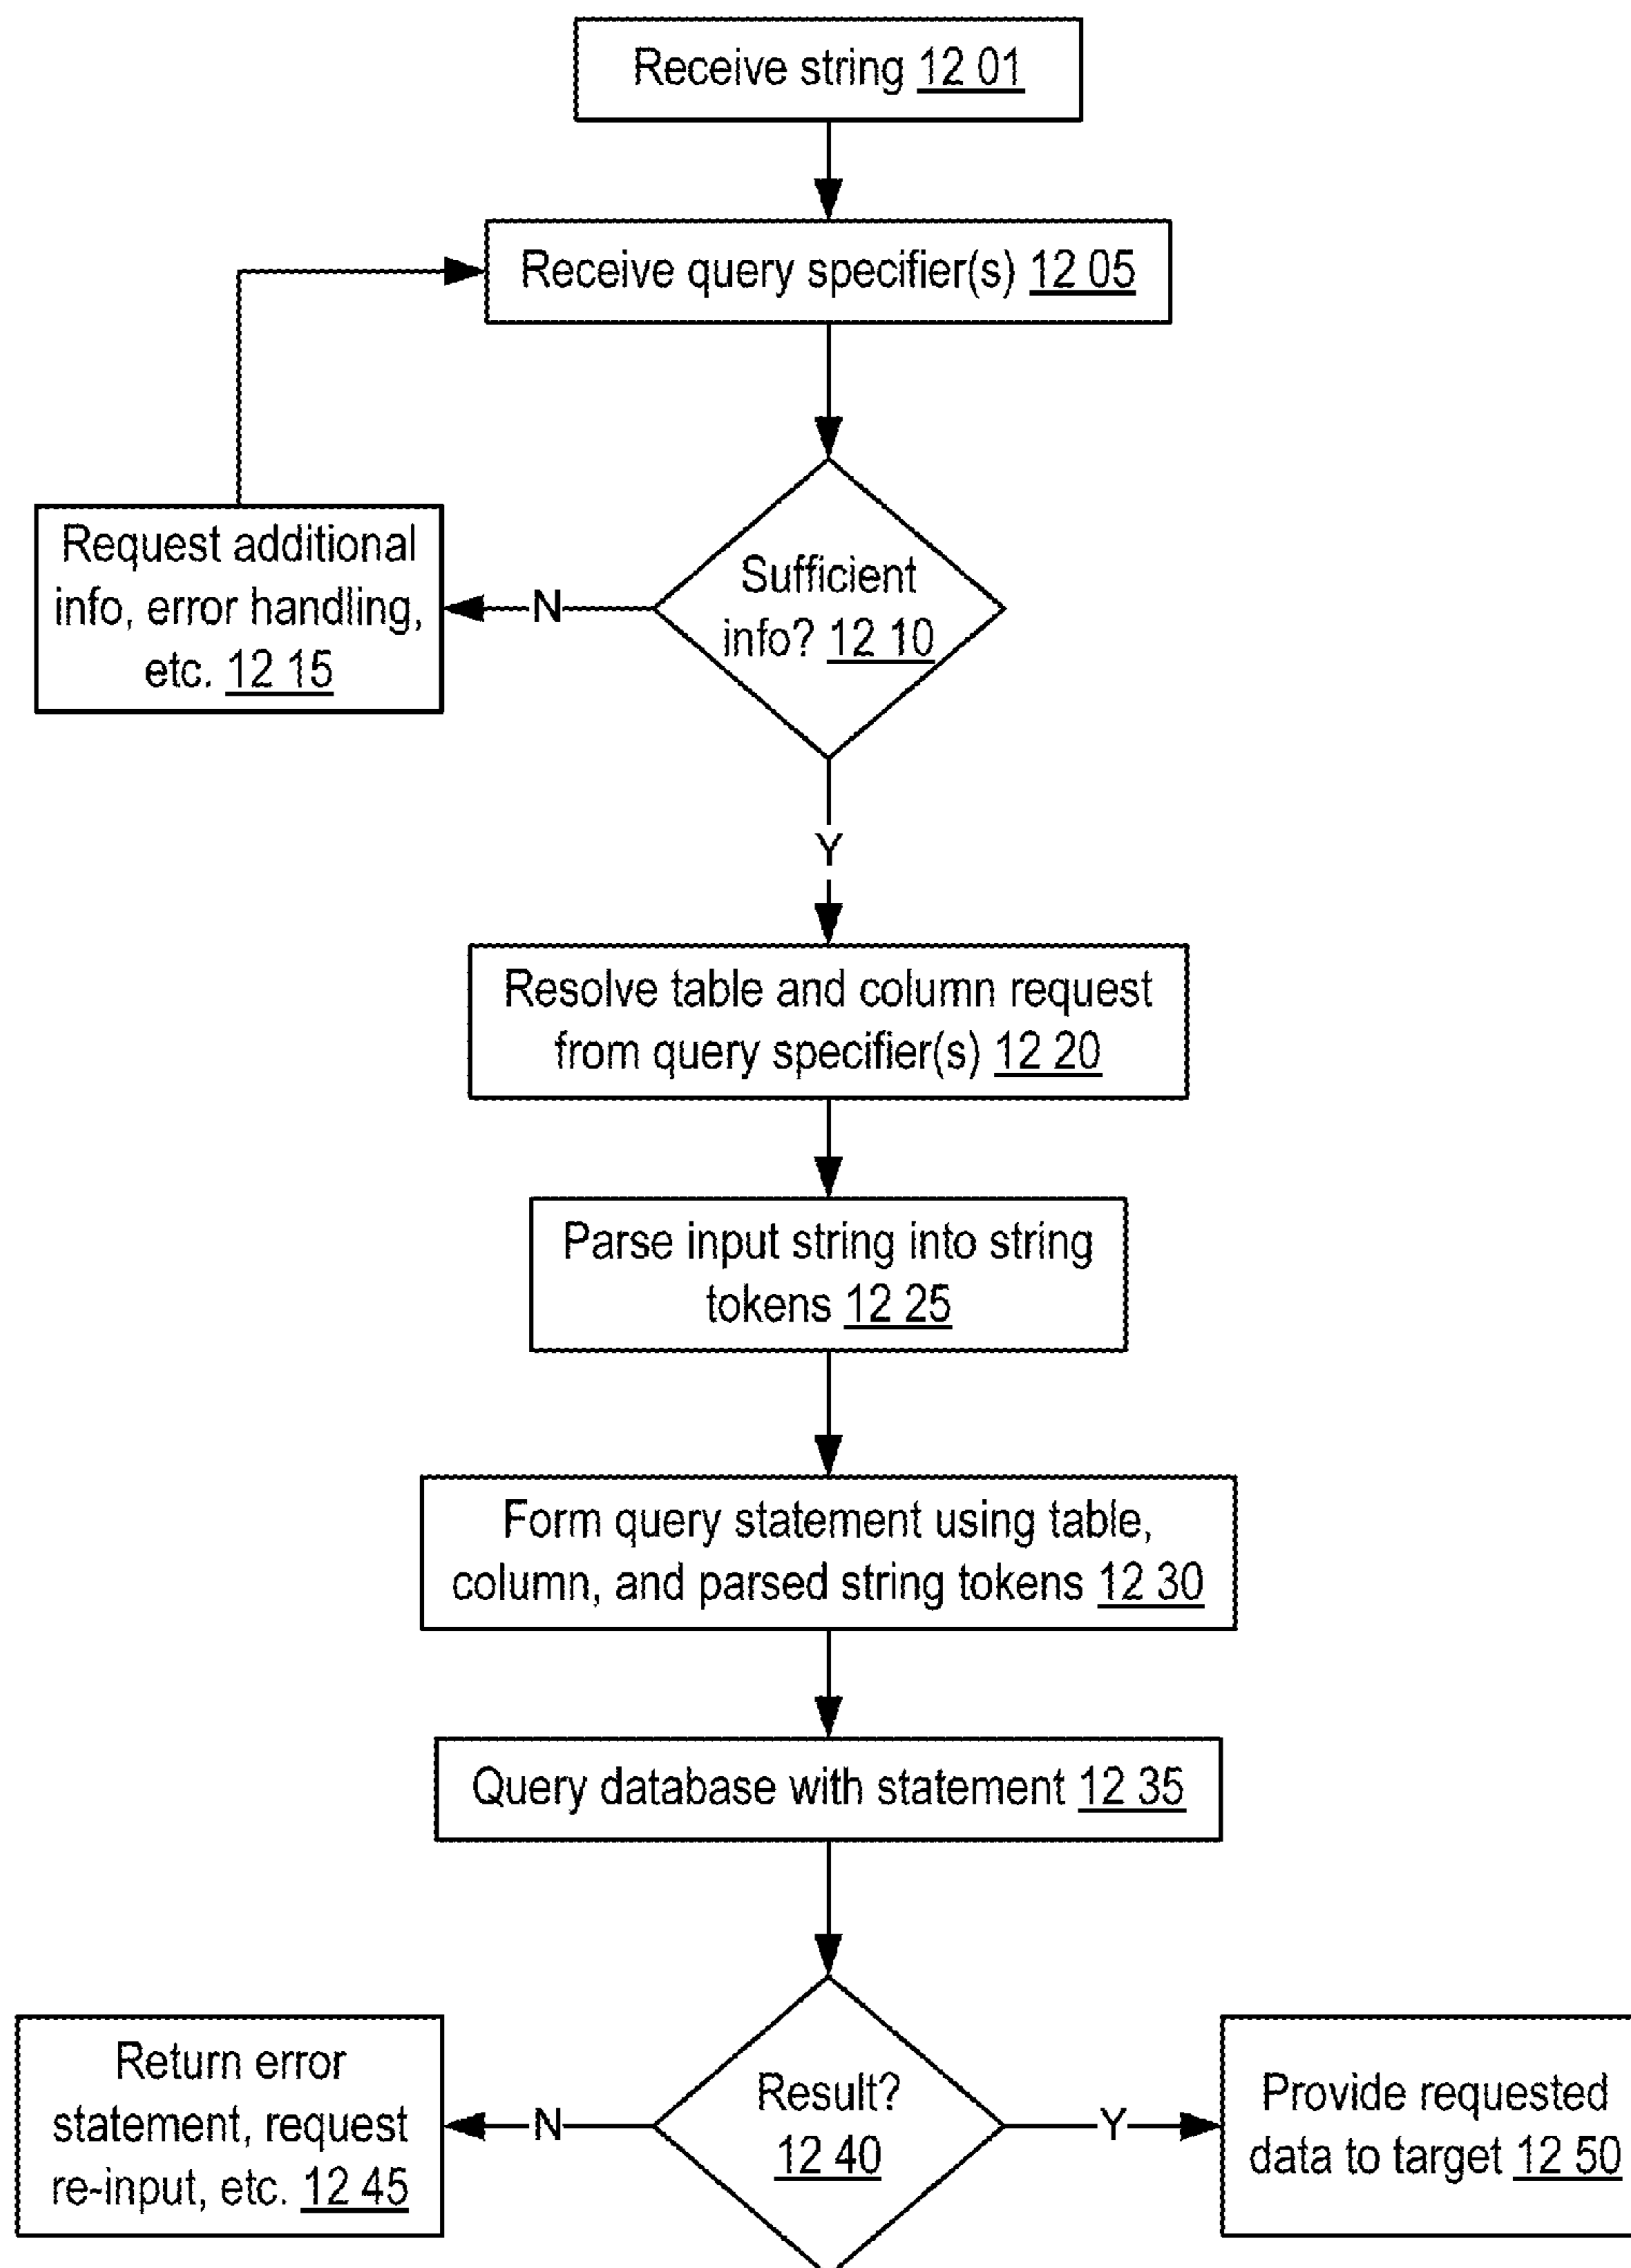 Receive string 12 01
Receive query specifier(s) 12 05
Request additional
info, error handling,
etc. 12 15
N
Sufficient
info? 12 10
Y
Resolve table and column request
from query specifier(s) 12 20
Parse input string into string
tokens 12 25
Form query statement using table,
column, and parsed string tokens 12 30
Query database with statement 12 35
Return error
statement, request
re-input, etc. 12 45
N
Result?
12 40
Y
Provide requested
data to target 12 50